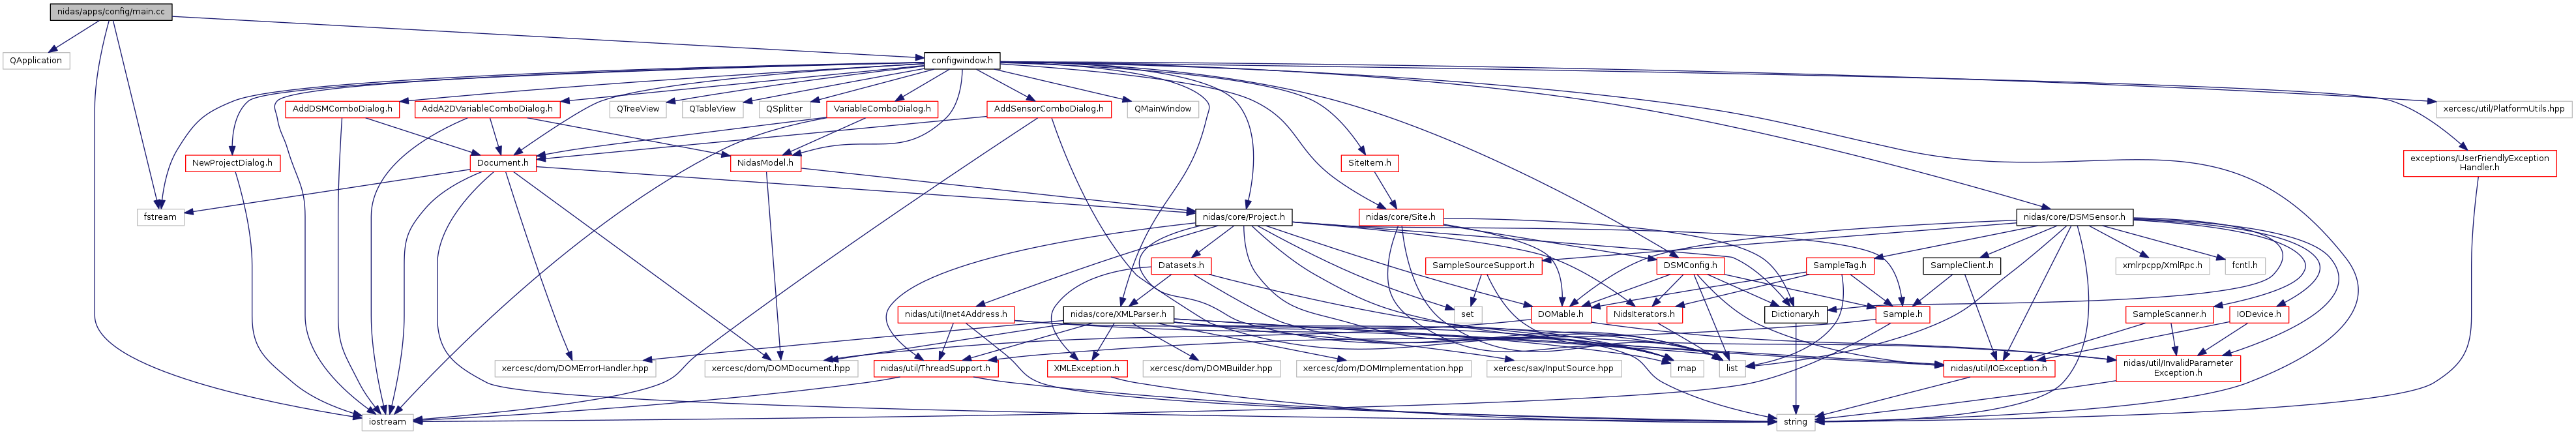 nidas/apps/config/main.cc
QApplication
configwindow.h
AddDSMComboDialog.h
AddA2DVariableComboDialog.h
QTreeView
QTableView
QSplitter
VariableComboDialog.h
AddSensorComboDialog.h
QMainWindow
xercesc/util/PlatformUtils.hpp
NewProjectDialog.h
Document.h
NidasModel.h
SiteItem.h
exceptions/UserFriendlyException
Handler.h
fstream
nidas/core/Project.h
nidas/core/Site.h
nidas/core/DSMSensor.h
Datasets.h
SampleSourceSupport.h
DSMConfig.h
SampleTag.h
SampleClient.h
xmlrpcpp/XmlRpc.h
fcntl.h
nidas/util/Inet4Address.h
nidas/core/XMLParser.h
set
DOMable.h
NidsIterators.h
Dictionary.h
Sample.h
SampleScanner.h
IODevice.h
xercesc/dom/DOMErrorHandler.hpp
xercesc/dom/DOMDocument.hpp
nidas/util/ThreadSupport.h
XMLException.h
xercesc/dom/DOMBuilder.hpp
xercesc/dom/DOMImplementation.hpp
xercesc/sax/InputSource.hpp
map
list
nidas/util/IOException.h
nidas/util/InvalidParameter
Exception.h
iostream
string